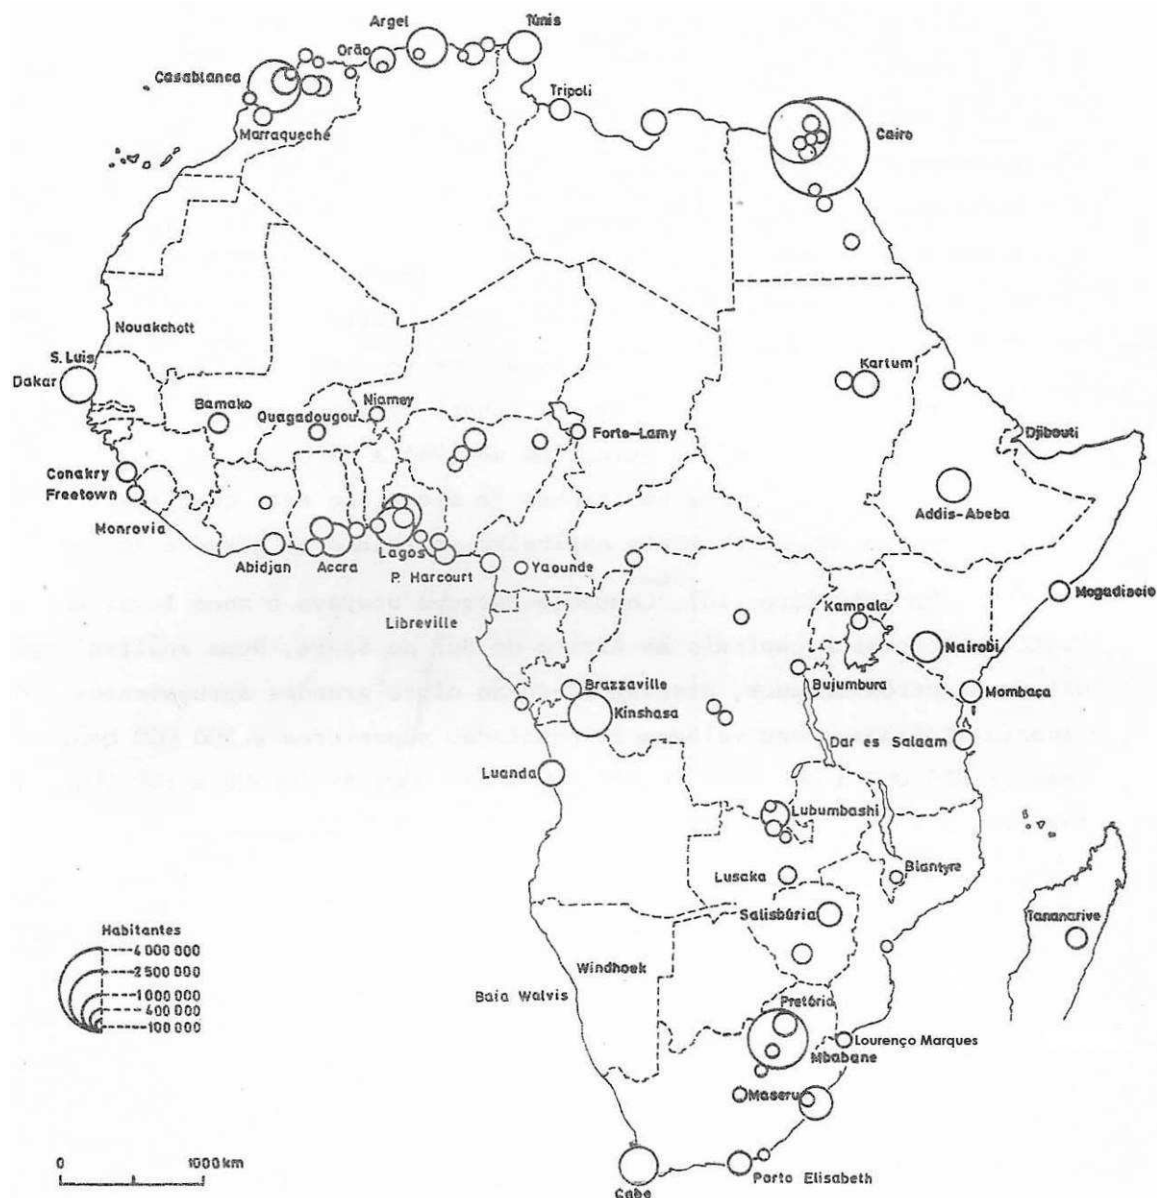 Argel
Túnis
Orão
Casablanca
Tripoli
Marraqueche
Cairo
Nouakchott
S. Luis
Dakar
Kartum
Bamako
Niamey
Ouagadougou
Forte-Lamy
Djibouti
Conakry
Freetown
Addis-Abeba
Monrovia
Lagos
Abidjan
Accra
P. Harcourt
Yaounde
Mogadiscio
Kampala
Libreville
Nairobi
Brazzaville
Bujumbura
Mombaça
Kinshasa
Dar es Salaam
Luanda
Lubumbashi
Blantyre
Lusaka
Salisbúria
Tananarive
Habitantes
4 000 000
2 500 000
1 000 000
400 000
100 000
Windhoek
Baia Walvis
Pretória
Lourenço Marques
Mbabane
Maseru
0
1000 km
Porto Elisabeth
Cabo